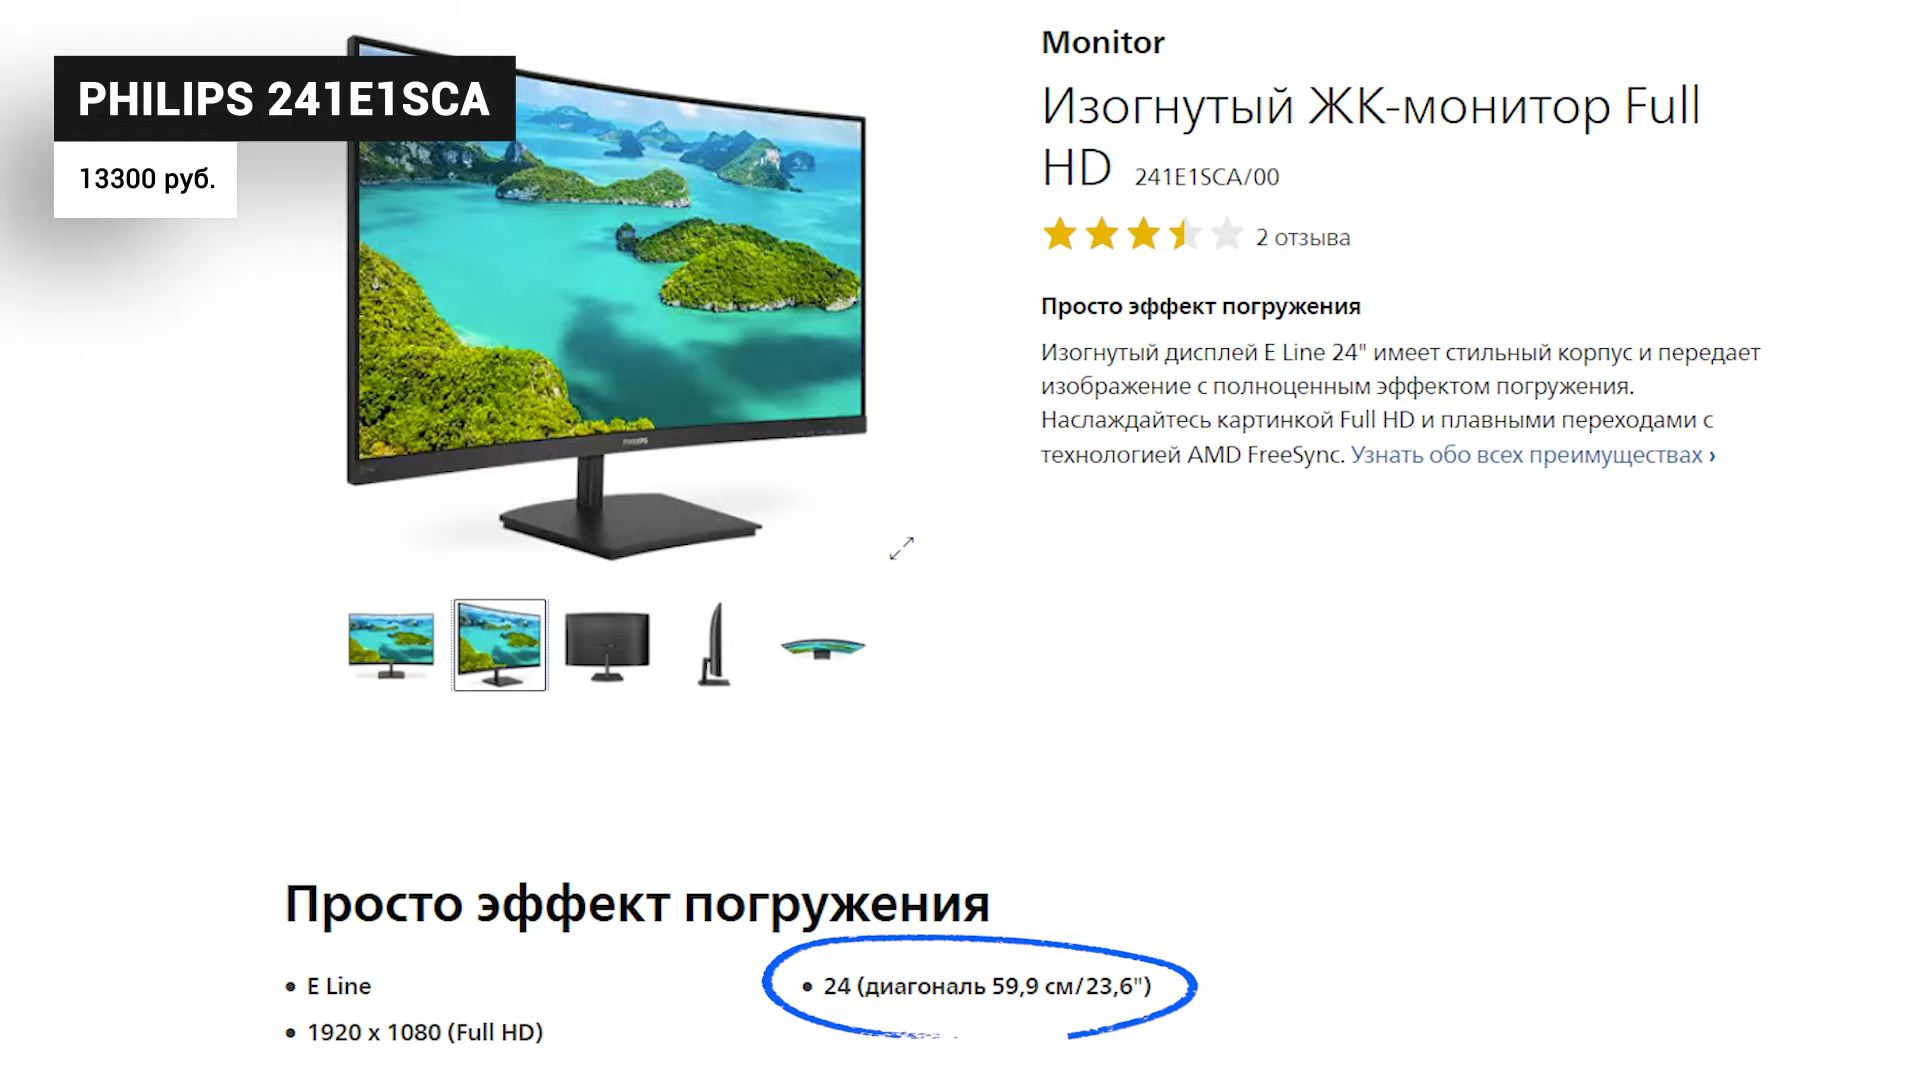 PHILIPS 241E1SCA
13300 руб.
Monitor
Изогнутый ЖК-монитор Full
HD 241E1SCA/00
2 отзыва
Просто эффект погружения
Изогнутый дисплей E Line 24" имеет стильный корпус и передает
изображение с полноценным эффектом погружения.
Наслаждайтесь картинкой Full HD и плавными переходами с
технологией AMD FreeSync. Узнать обо всех преимуществах ›
PHILIPS
Просто эффект погружения
• E Line
• 24 (диагональ 59,9 см/23,6")
• 1920 x 1080 (Full HD)